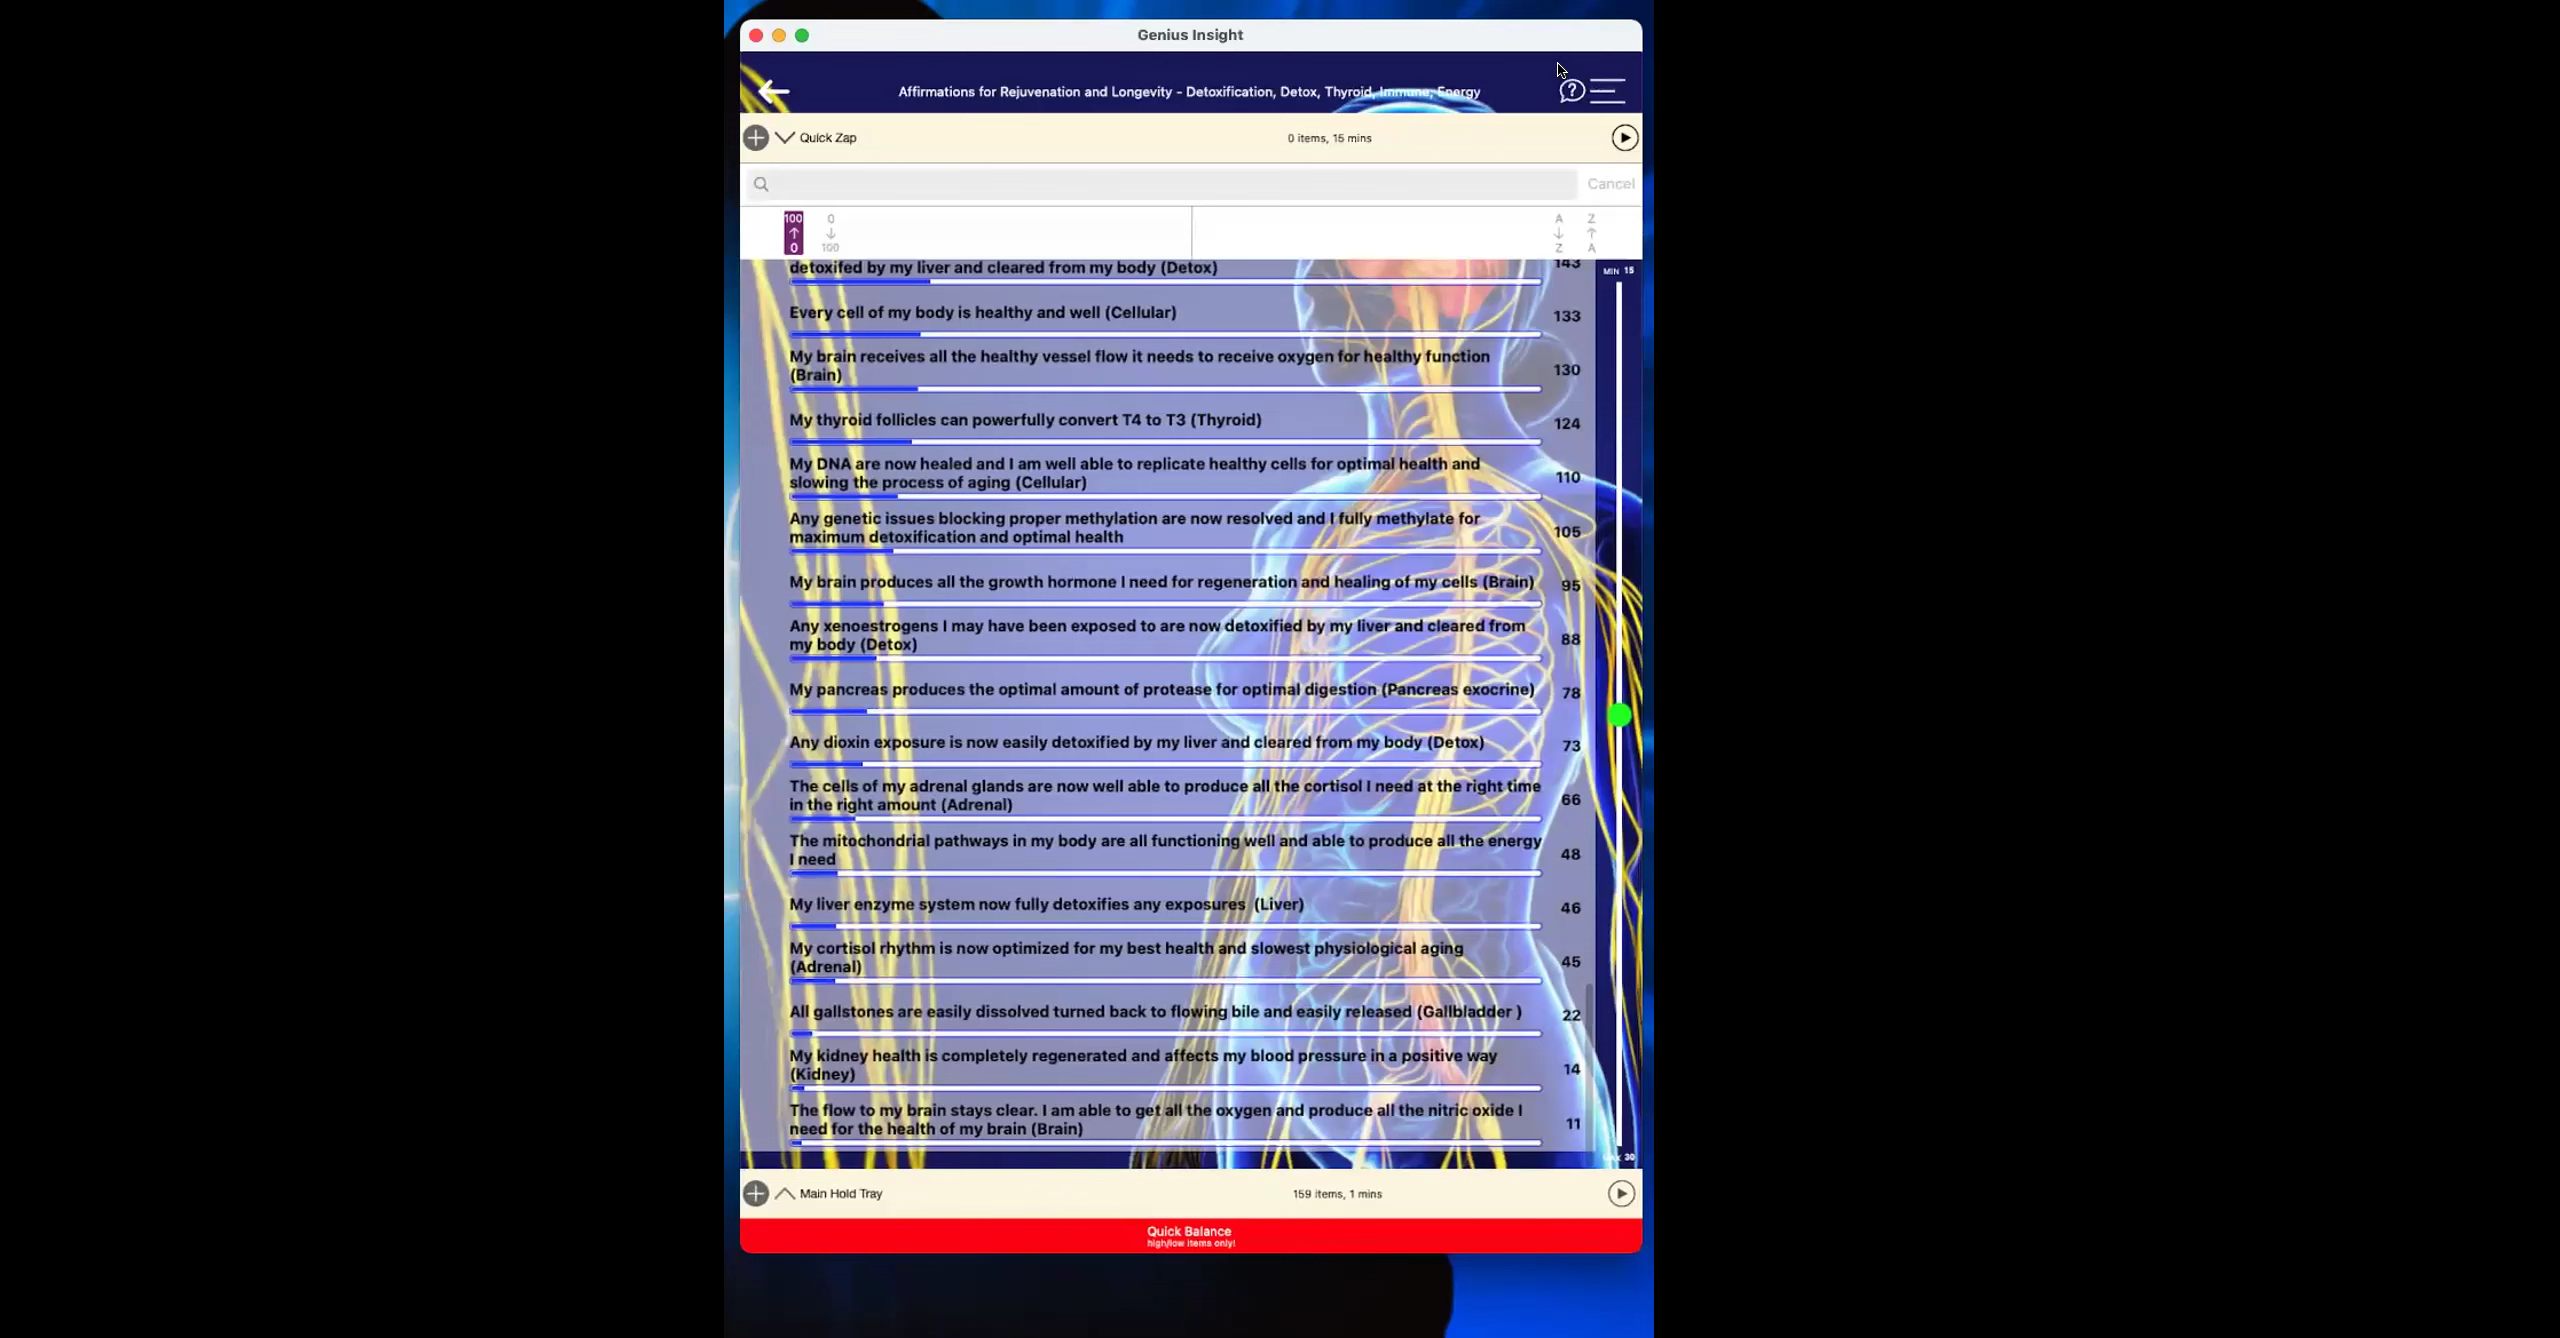 Genius Insight
Affirmations for Rejuvenation and Longevity - Detoxification, Detox, Thyroid, Immune, Energy
Quick Zap 0 items, 15 mins
Cancel
100 0 A Z
0 100 Z A
detoxifed by my liver and cleared from my body (Detox) 143
MIN 15
Every cell of my body is healthy and well (Cellular) 133
My brain receives all the healthy vessel flow it needs to receive oxygen for healthy function
(Brain) 130
My thyroid follicles can powerfully convert T4 to T3 (Thyroid) 124
My DNA are now healed and I am well able to replicate healthy cells for optimal health and
slowing the process of aging (Cellular) 110
Any genetic issues blocking proper methylation are now resolved and I fully methylate for
maximum detoxification and optimal health 105
My brain produces all the growth hormone I need for regeneration and healing of my cells (Brain) 95
Any xenoestrogens I may have been exposed to are now detoxified by my liver and cleared from
my body (Detox) 88
My pancreas produces the optimal amount of protease for optimal digestion (Pancreas exocrine) 78
Any dioxin exposure is now easily detoxified by my liver and cleared from my body (Detox) 73
The cells of my adrenal glands are now well able to produce all the cortisol I need at the right time
in the right amount (Adrenal) 66
The mitochondrial pathways in my body are all functioning well and able to produce all the energy
I need 48
My liver enzyme system now fully detoxifies any exposures (Liver) 46
My cortisol rhythm is now optimized for my best health and slowest physiological aging
(Adrenal) 45
All gallstones are easily dissolved turned back to flowing bile and easily released (Gallbladder ) 22
My kidney health is completely regenerated and affects my blood pressure in a positive way
(Kidney) 14
The flow to my brain stays clear. I am able to get all the oxygen and produce all the nitric oxide I
need for the health of my brain (Brain) 11
30
Main Hold Tray 159 items, 1 mins
Quick Balance
high/low items only!